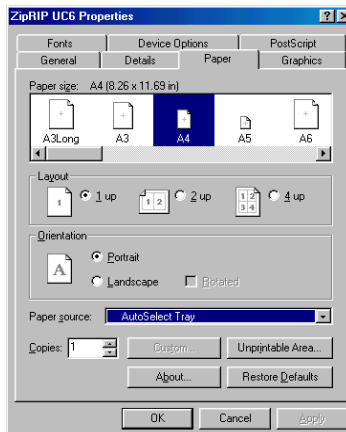 ZipRIP UC6 Properties
Fonts Device Options PostScript
General Details Paper Graphics
Paper size: A4 (8.26 x 11.69 in)
A3Long A3 A4 A5 A6
Layout
1 1 up 1 2 2 up 1 2 3 4 4 up
Orientation
A Portrait
Landscape Rotated
Paper source: AutoSelect Tray
Copies: 1 Custom... Unprintable Area...
About... Restore Defaults
OK Cancel Apply